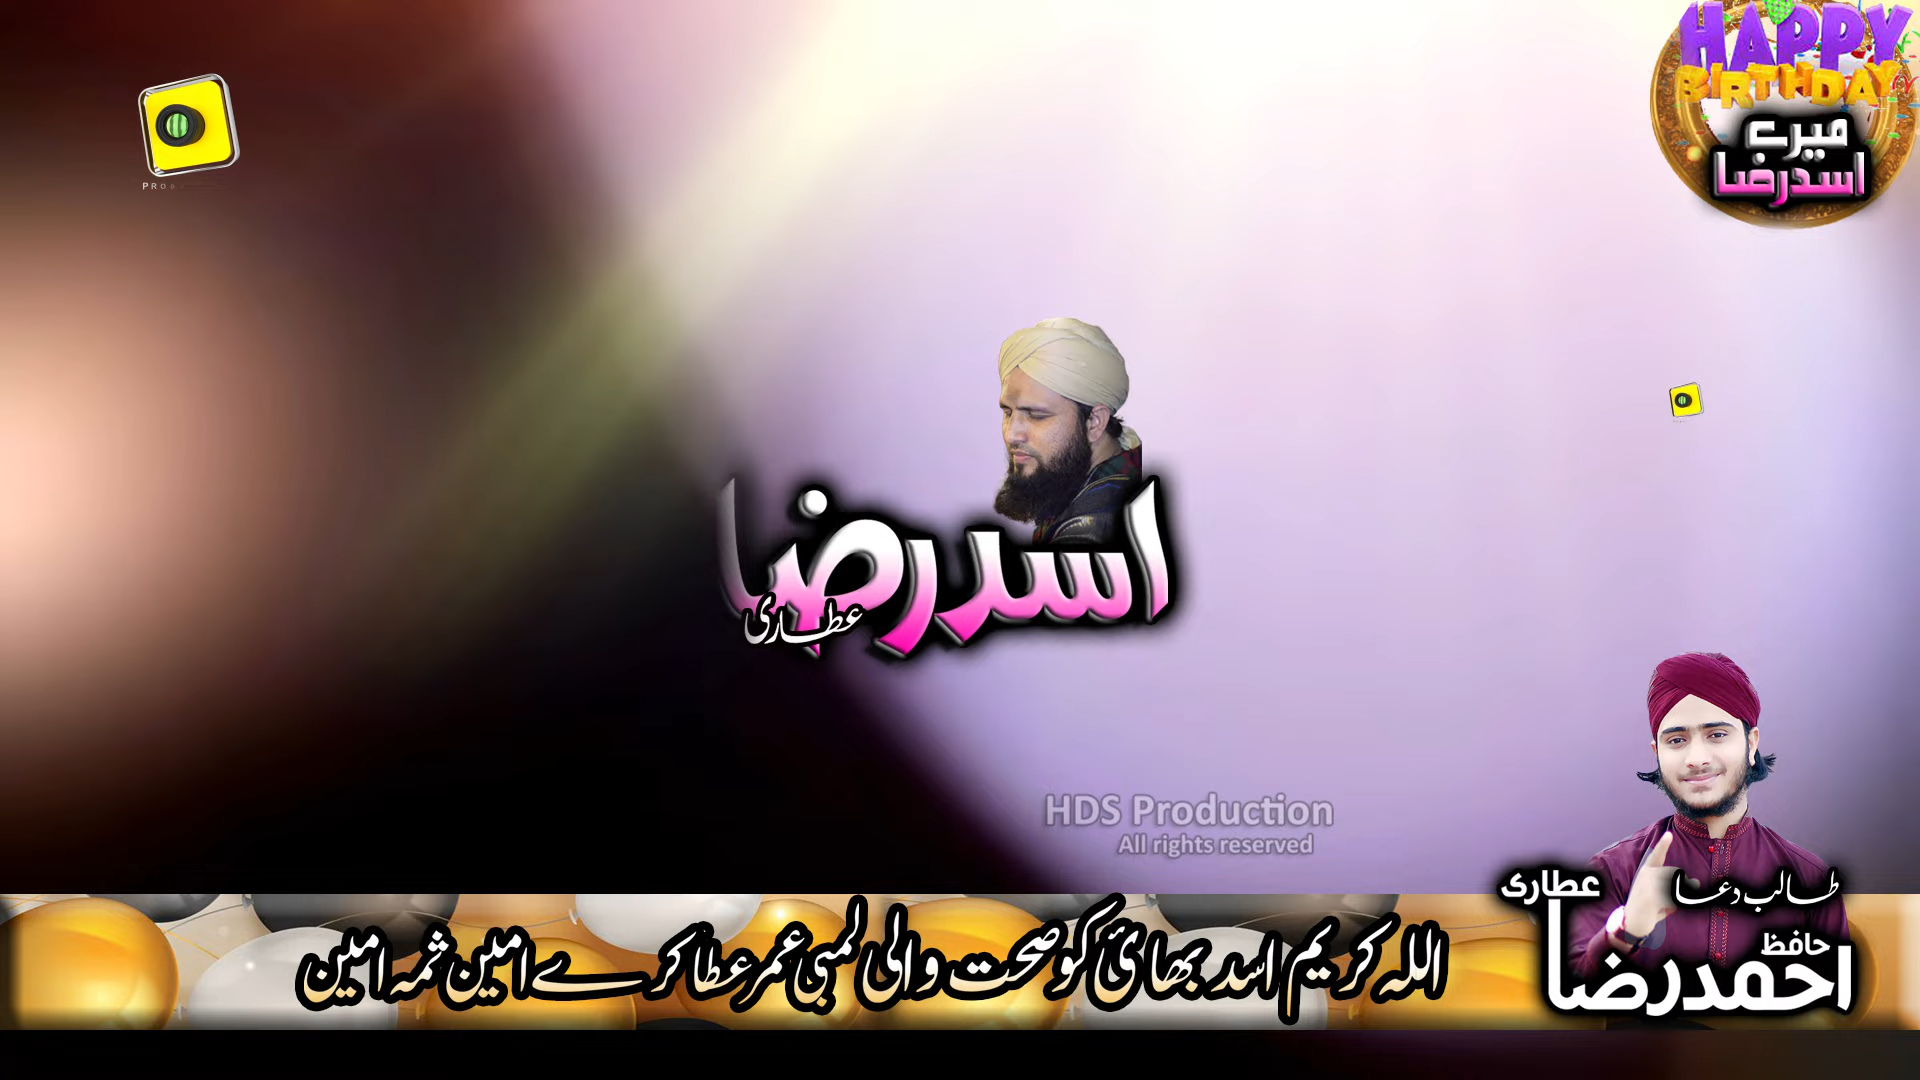 HAPPY
BIRTHDAY
میرے
اسدرضا
اسدرضا
عطاری
HDS Production
All rights reserved
طالب دعا
عطاری
حافظ
احمدرضا
اللہ کریم اسد بھائ کو صحت والی لمبی عمر عطا کرے امین ثمہ امین